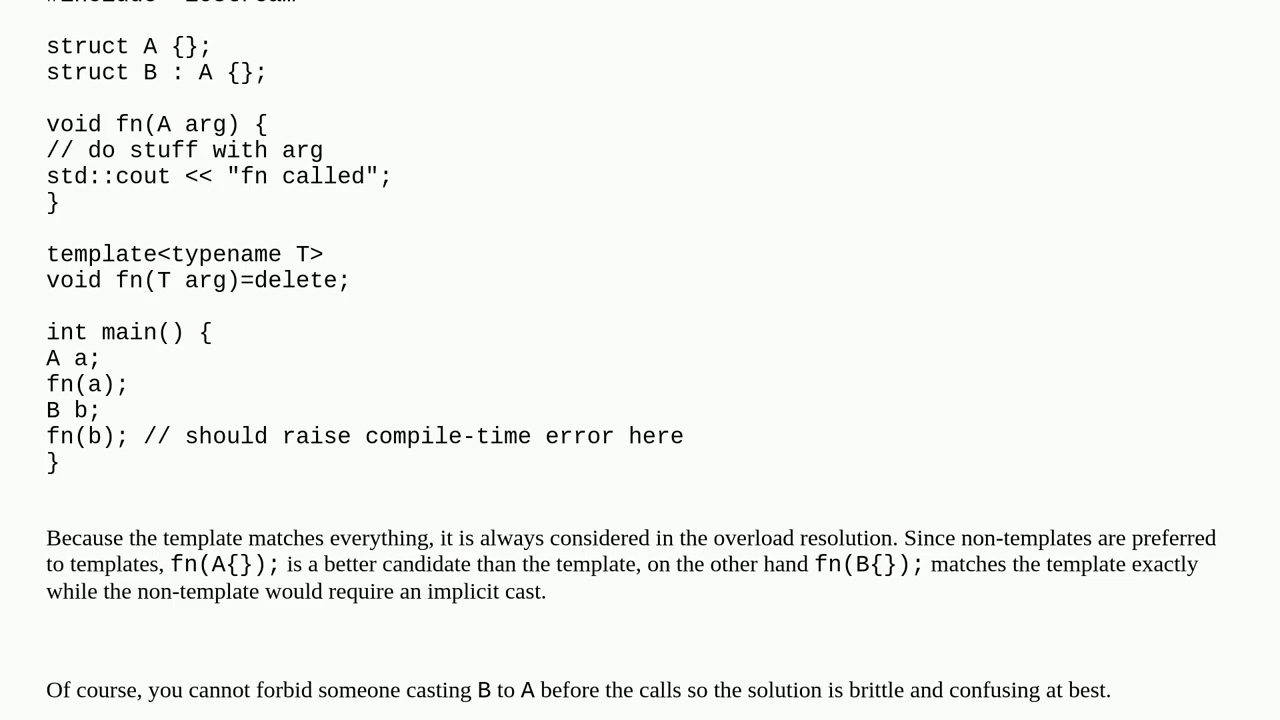 struct A {};
struct B : A {};
void fn(A arg) {
// do stuff with arg
std::cout << "fn called";
}
template<typename T>
void fn(T arg)=delete;
int main() {
A a;
fn(a);
B b;
fn(b); // should raise compile-time error here
}
Because the template matches everything, it is always considered in the overload resolution. Since non-templates are preferred
to templates, fn(A{}); is a better candidate than the template, on the other hand fn(B{}); matches the template exactly
while the non-template would require an implicit cast.
Of course, you cannot forbid someone casting B to A before the calls so the solution is brittle and confusing at best.